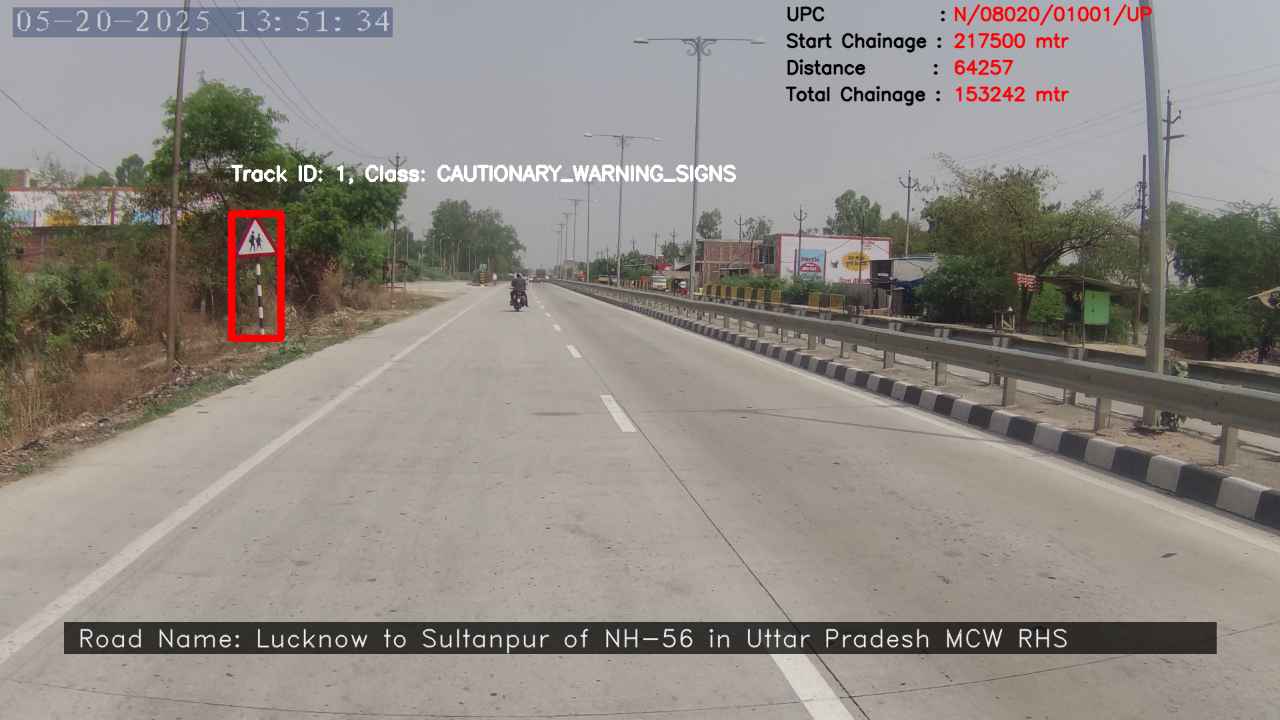 05-20-2025 13:51:34
UPC : N/08020/01001/UP
Start Chainage : 217500 mtr
Distance : 64257
Total Chainage : 153242 mtr
Track ID: 1, Class: CAUTIONARY_WARNING_SIGNS
Road Name: Lucknow to Sultanpur of NH-56 in Uttar Pradesh MCW RHS